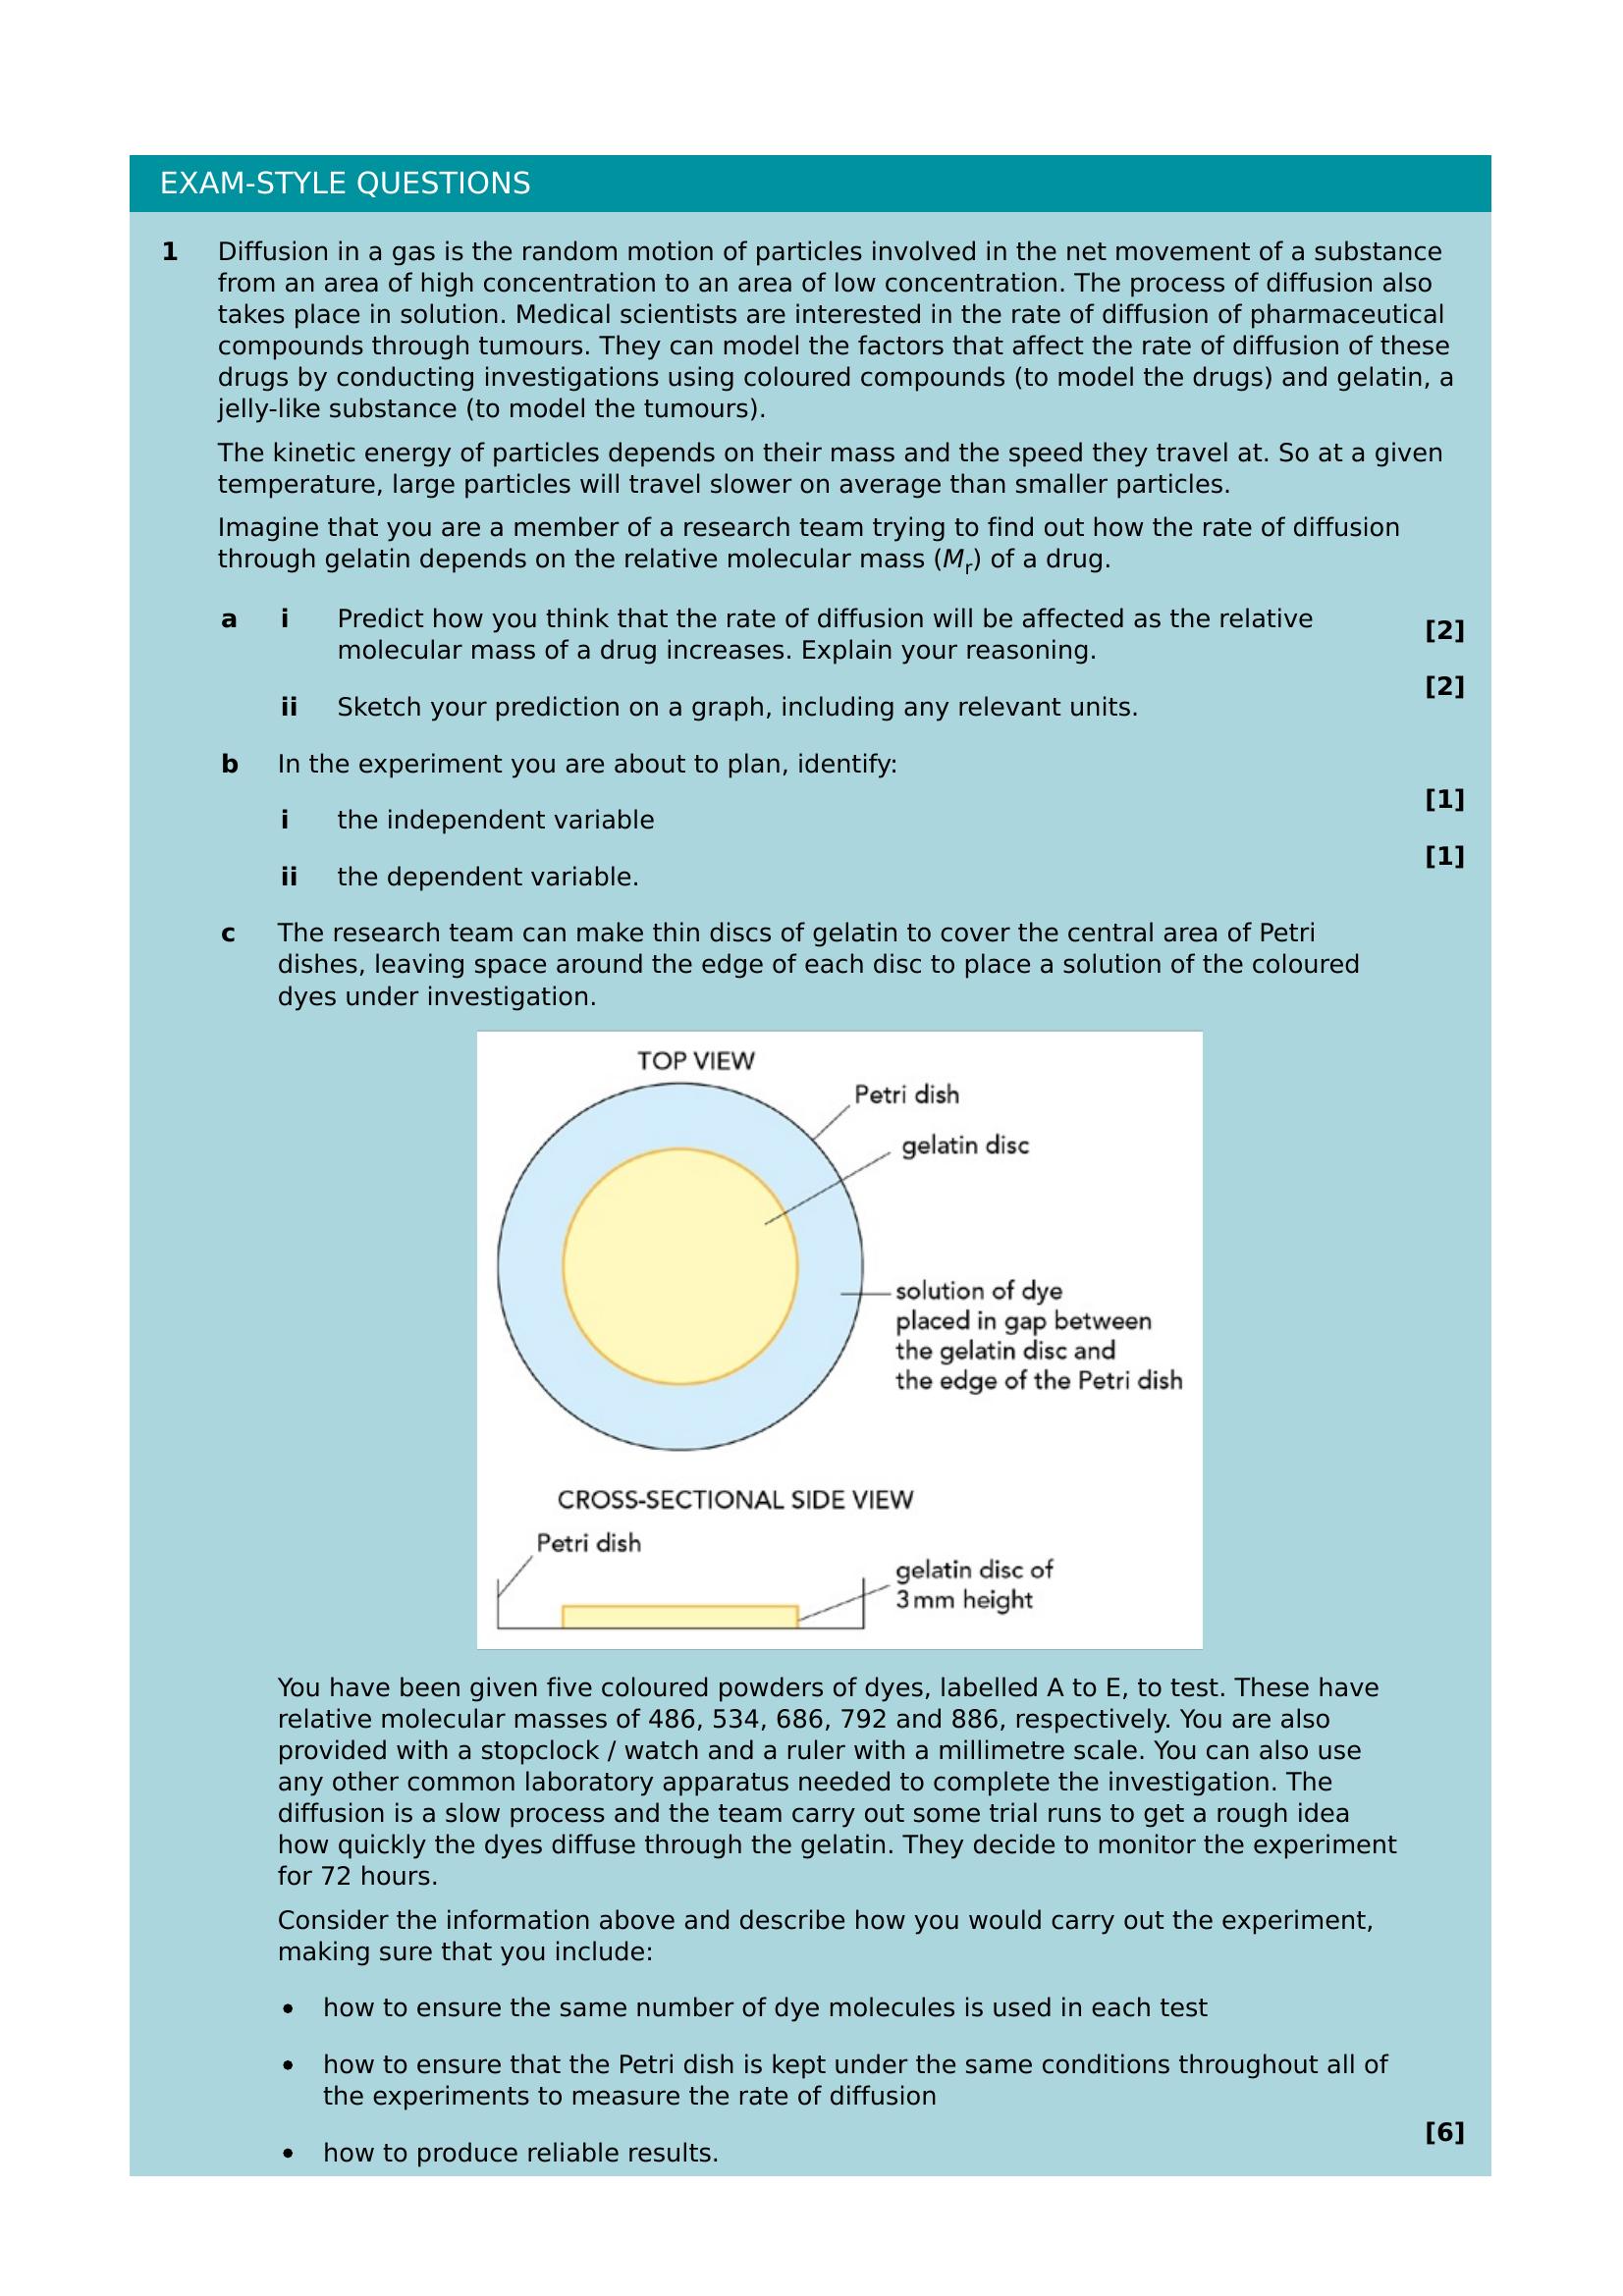 EXAM-STYLE QUESTIONS
1 Diffusion in a gas is the random motion of particles involved in the net movement of a substance
from an area of high concentration to an area of low concentration. The process of diffusion also
takes place in solution. Medical scientists are interested in the rate of diffusion of pharmaceutical
compounds through tumours. They can model the factors that affect the rate of diffusion of these
drugs by conducting investigations using coloured compounds (to model the drugs) and gelatin, a
jelly-like substance (to model the tumours).
The kinetic energy of particles depends on their mass and the speed they travel at. So at a given
temperature, large particles will travel slower on average than smaller particles.
Imagine that you are a member of a research team trying to find out how the rate of diffusion
through gelatin depends on the relative molecular mass (Mr) of a drug.
a i Predict how you think that the rate of diffusion will be affected as the relative
molecular mass of a drug increases. Explain your reasoning. [2]
ii Sketch your prediction on a graph, including any relevant units. [2]
b In the experiment you are about to plan, identify:
i the independent variable [1]
ii the dependent variable. [1]
c The research team can make thin discs of gelatin to cover the central area of Petri
dishes, leaving space around the edge of each disc to place a solution of the coloured
dyes under investigation.
TOP VIEW
Petri dish
gelatin disc
solution of dye
placed in gap between
the gelatin disc and
the edge of the Petri dish
CROSS-SECTIONAL SIDE VIEW
Petri dish
gelatin disc of
3 mm height
You have been given five coloured powders of dyes, labelled A to E, to test. These have
relative molecular masses of 486, 534, 686, 792 and 886, respectively. You are also
provided with a stopclock / watch and a ruler with a millimetre scale. You can also use
any other common laboratory apparatus needed to complete the investigation. The
diffusion is a slow process and the team carry out some trial runs to get a rough idea
how quickly the dyes diffuse through the gelatin. They decide to monitor the experiment
for 72 hours.
Consider the information above and describe how you would carry out the experiment,
making sure that you include:
• how to ensure the same number of dye molecules is used in each test
• how to ensure that the Petri dish is kept under the same conditions throughout all of
the experiments to measure the rate of diffusion
• how to produce reliable results. [6]